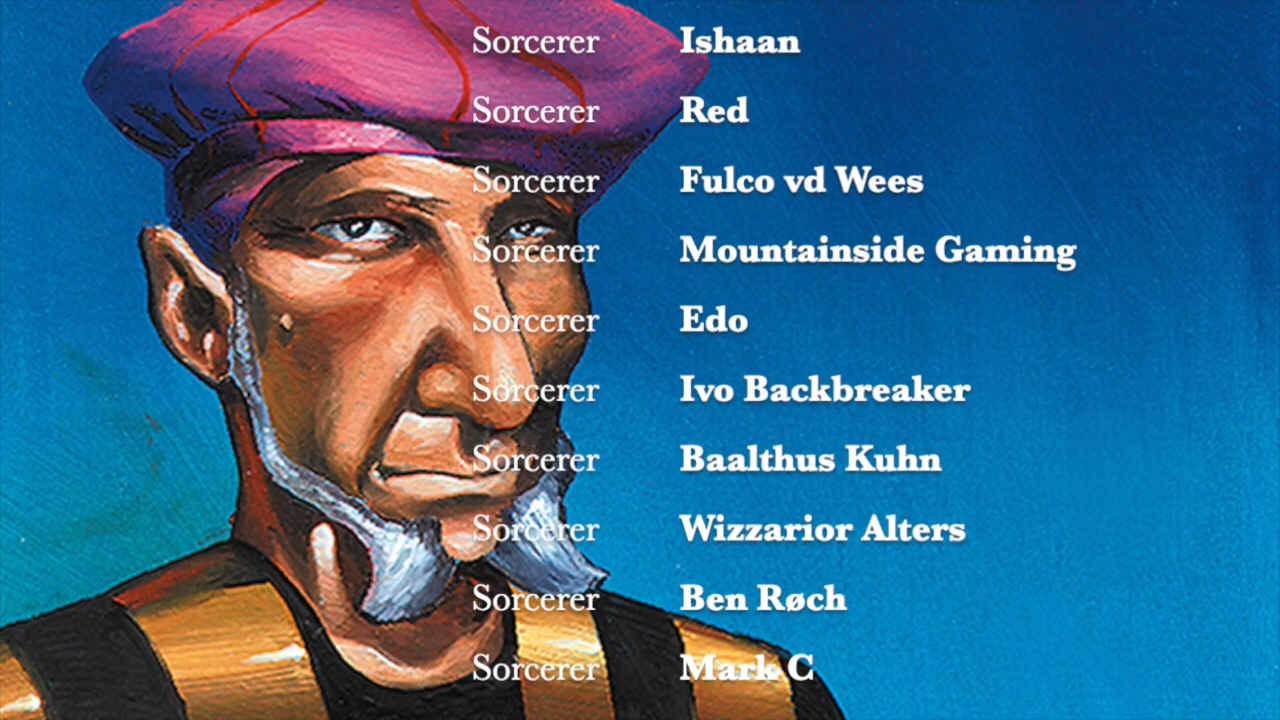 Sorcerer Ishaan
Sorcerer Red
Sorcerer Fulco vd Wees
Sorcerer Mountainside Gaming
Sorcerer Edo
Sorcerer Ivo Backbreaker
Sorcerer Baalthus Kuhn
Sorcerer Wizzarior Alters
Sorcerer Ben Røch
Sorcerer Mark C